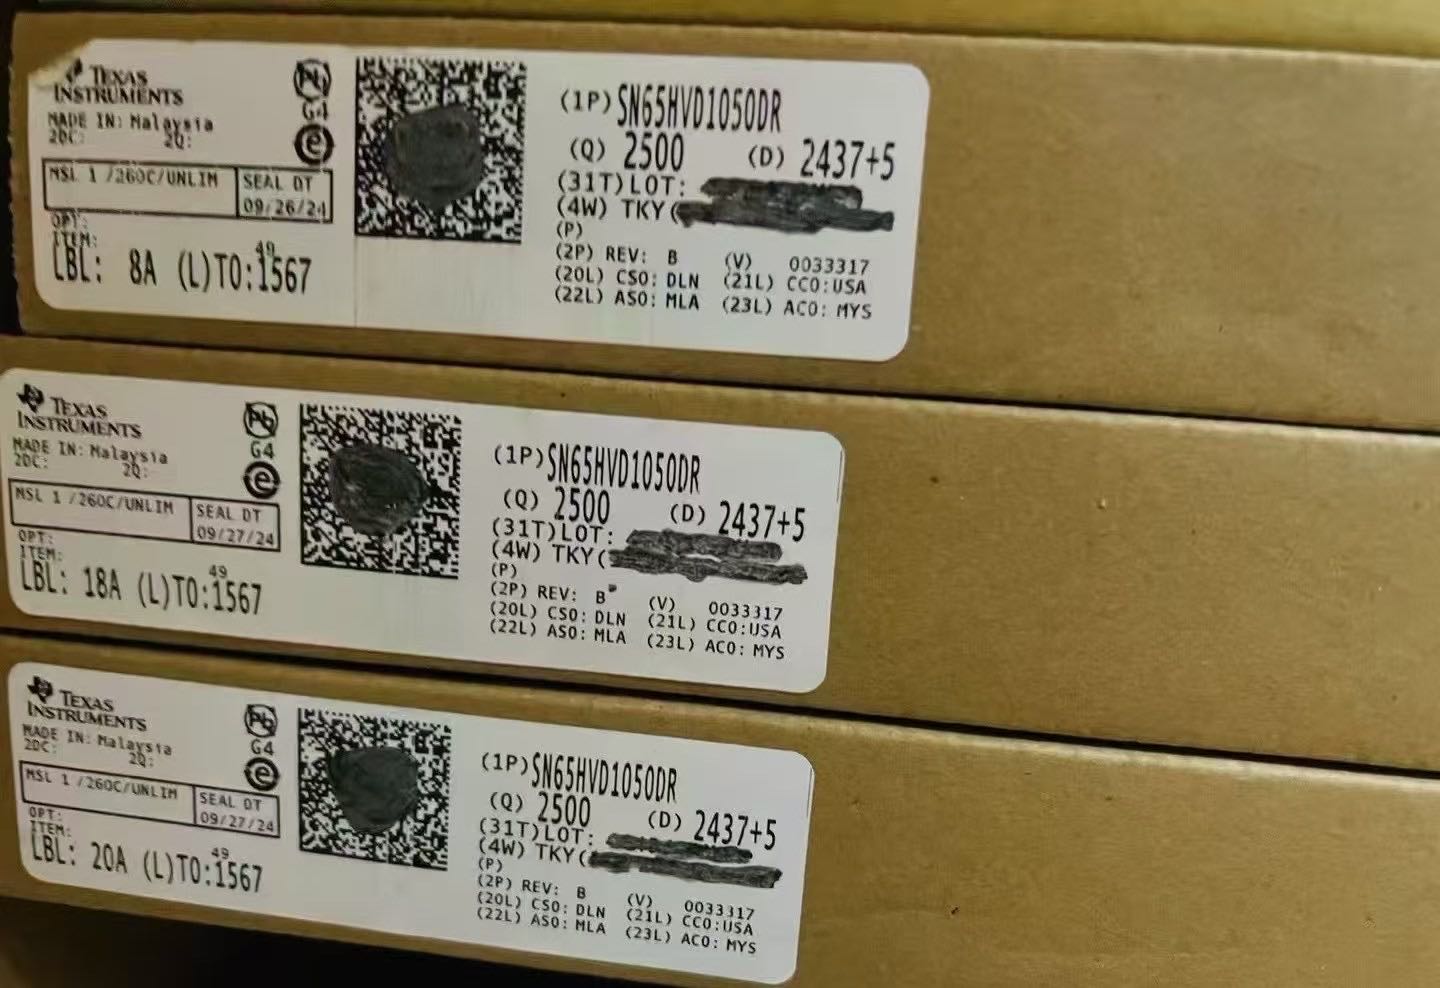 TEXAS
INSTRUMENTS
MADE IN: Malaysia
2DC: 2Q:
MSL 1 /260C/UNLIM
SEAL DT
09/26/24
OPT:
ITEM:
49
LBL: 8A (L)TO:1567
Pb
G4
e
(1P) SN65HVD1050DR
(Q) 2500 (D) 2437+5
(31T)LOT:
(4W) TKY(
(P)
(2P) REV: B (V) 0033317
(20L) CSO: DLN (21L) CCO:USA
(22L) ASO: MLA (23L) ACO: MYS
TEXAS
INSTRUMENTS
MADE IN: Malaysia
2DC: 2Q:
MSL 1 /260C/UNLIM
SEAL DT
09/27/24
OPT:
ITEM:
49
LBL: 18A (L)TO:1567
Pb
G4
e
(1P) SN65HVD1050DR
(Q) 2500 (D) 2437+5
(31T)LOT:
(4W) TKY(
(P)
(2P) REV: B (V) 0033317
(20L) CSO: DLN (21L) CCO:USA
(22L) ASO: MLA (23L) ACO: MYS
TEXAS
INSTRUMENTS
MADE IN: Malaysia
2DC: 2Q:
MSL 1 /260C/UNLIM
SEAL DT
09/27/24
OPT:
ITEM:
49
LBL: 20A (L)TO:1567
Pb
G4
e
(1P) SN65HVD1050DR
(Q) 2500 (D) 2437+5
(31T)LOT:
(4W) TKY(
(P)
(2P) REV: B (V) 0033317
(20L) CSO: DLN (21L) CCO:USA
(22L) ASO: MLA (23L) ACO: MYS